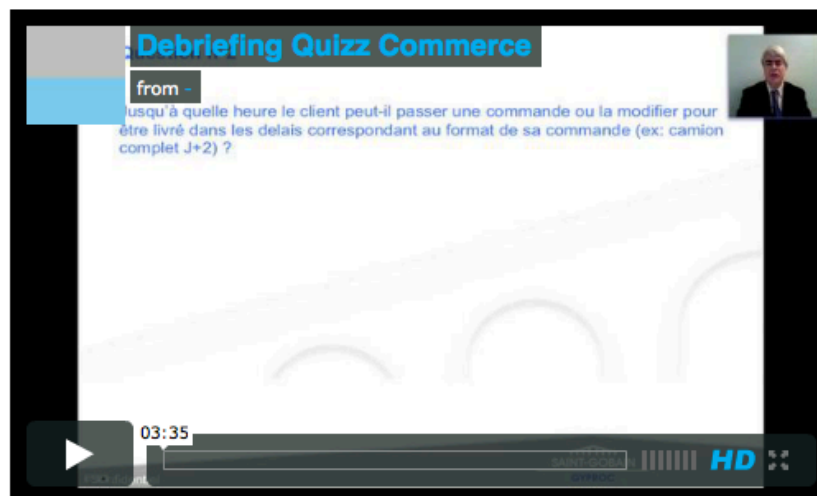 Debriefing Quizz Commerce
from -
Jusqu'à quelle heure le client peut-il passer une commande ou la modifier pour
être livré dans les delais correspondant au format de sa commande (ex: camion
complet J+2) ?
03:35
SAINT-GOBAIN
HD
GYPROC